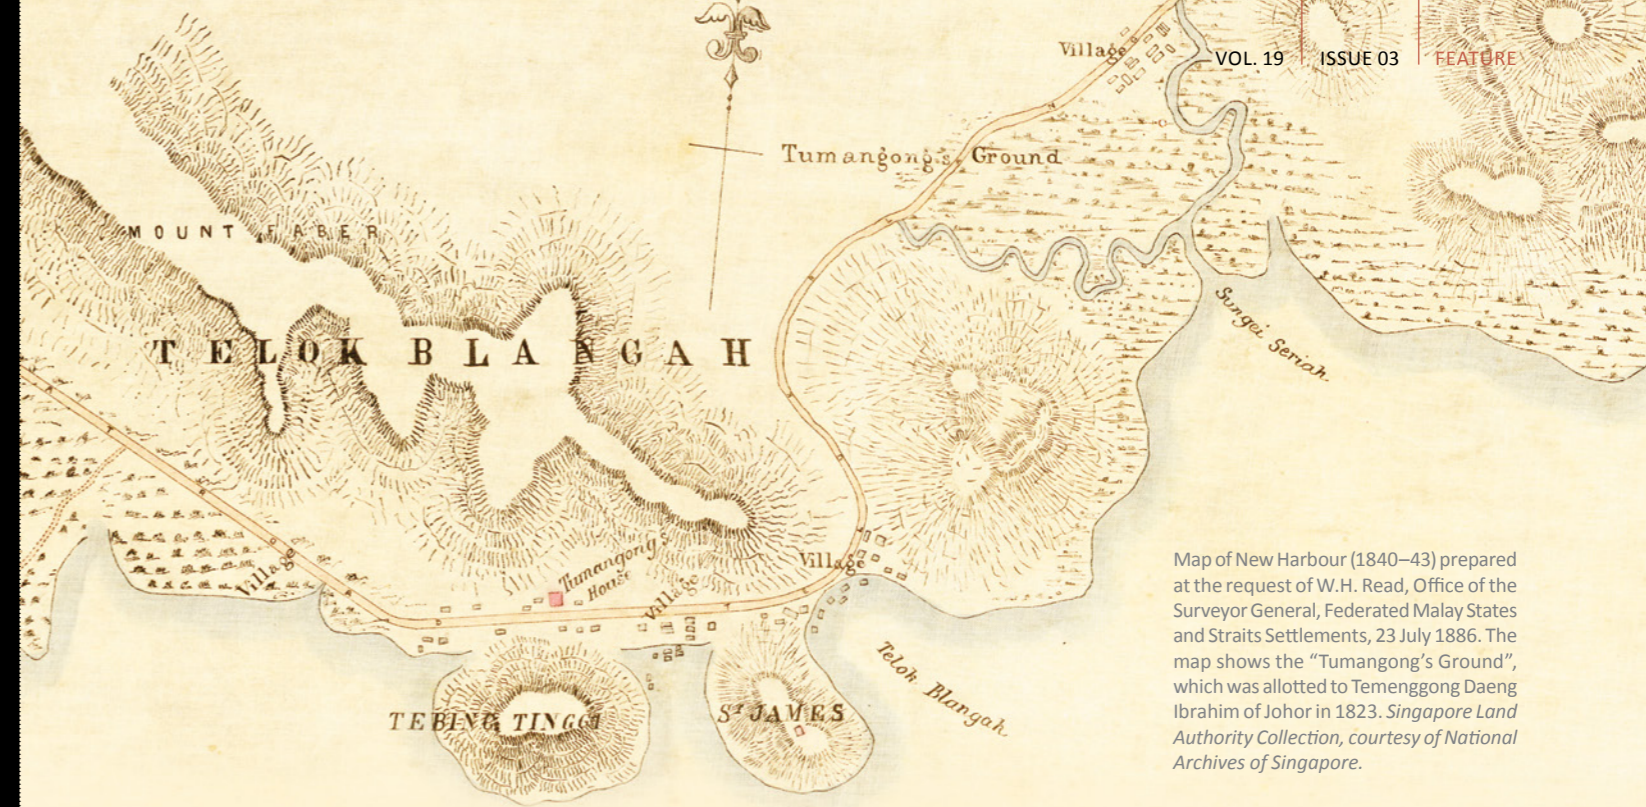 Village
VOL. 19 ISSUE 03 FEATURE
Tumangong's Ground
MOUNT FABER
TELOK BLANGAH
Sungei Seriah
Village
Tumangong's
House
Village
Village
Telok Blangah
TEBING TINGGI
St JAMES
Map of New Harbour (1840–43) prepared
at the request of W.H. Read, Office of the
Surveyor General, Federated Malay States
and Straits Settlements, 23 July 1886. The
map shows the “Tumangong’s Ground”,
which was allotted to Temenggong Daeng
Ibrahim of Johor in 1823. Singapore Land
Authority Collection, courtesy of National
Archives of Singapore.